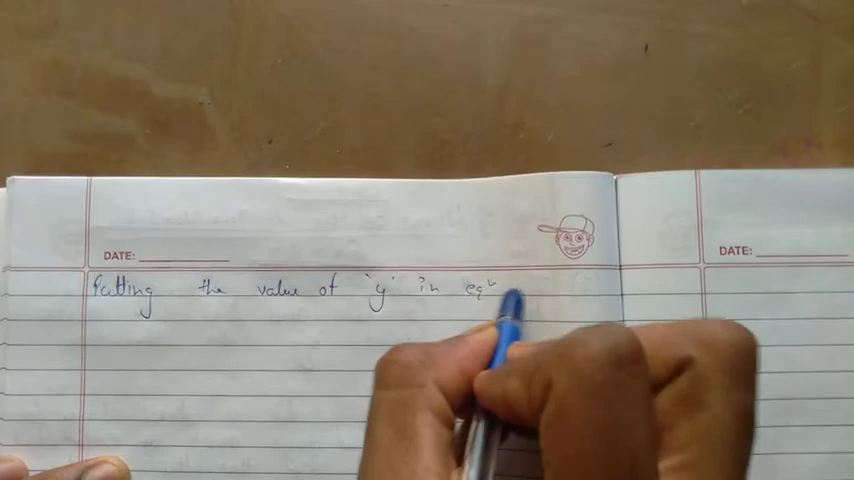 DATE:
DATE:
Putting the value of 'y' in eqⁿ